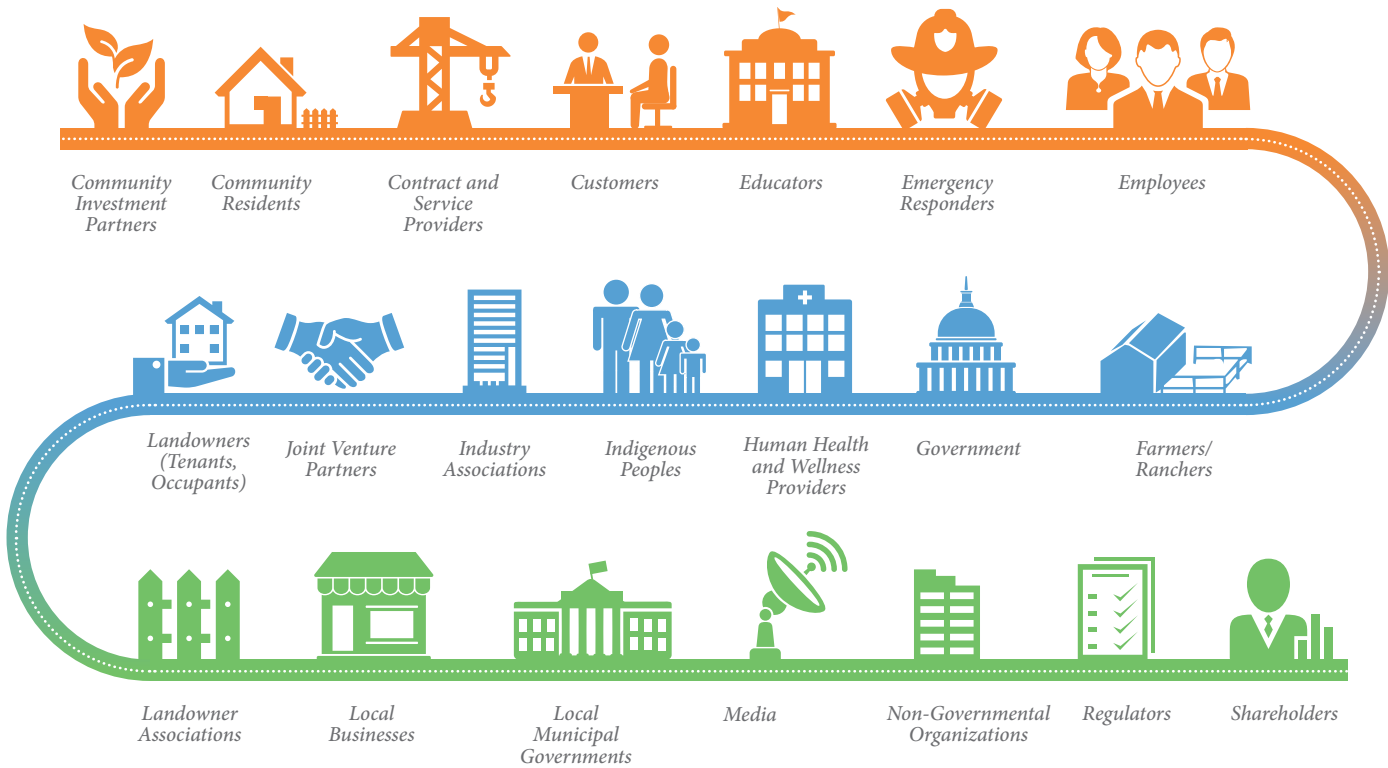 Community
Investment
Partners
Community
Residents
Contract and
Service
Providers
Customers
Educators
Emergency
Responders
Employees
Landowners
(Tenants,
Occupants)
Joint Venture
Partners
Industry
Associations
Indigenous
Peoples
Human Health
and Wellness
Providers
Government
Farmers/
Ranchers
Landowner
Associations
Local
Businesses
Local
Municipal
Governments
Media
Non-Governmental
Organizations
Regulators
Shareholders